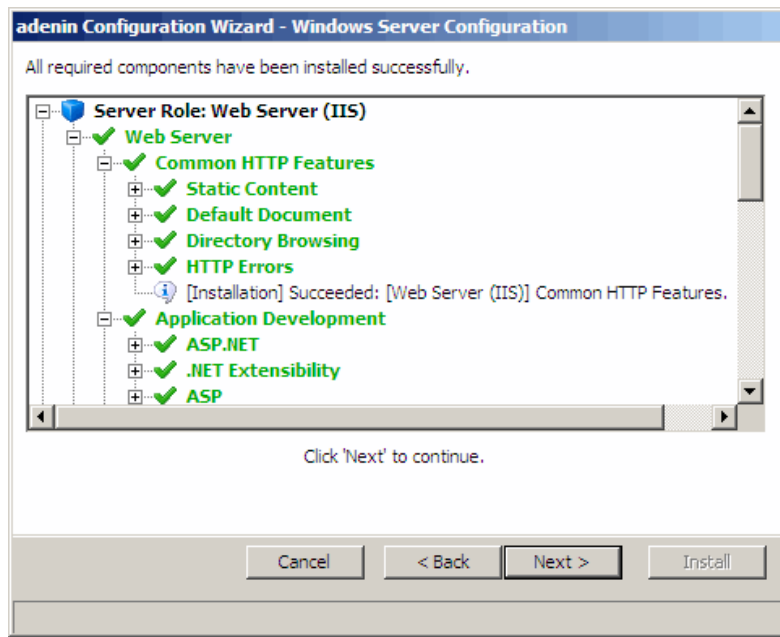 adenin Configuration Wizard - Windows Server Configuration
All required components have been installed successfully.
Server Role: Web Server (IIS)
Web Server
Common HTTP Features
Static Content
Default Document
Directory Browsing
HTTP Errors
[Installation] Succeeded: [Web Server (IIS)] Common HTTP Features.
Application Development
ASP.NET
.NET Extensibility
ASP
Click 'Next' to continue.
Cancel < Back Next > Install